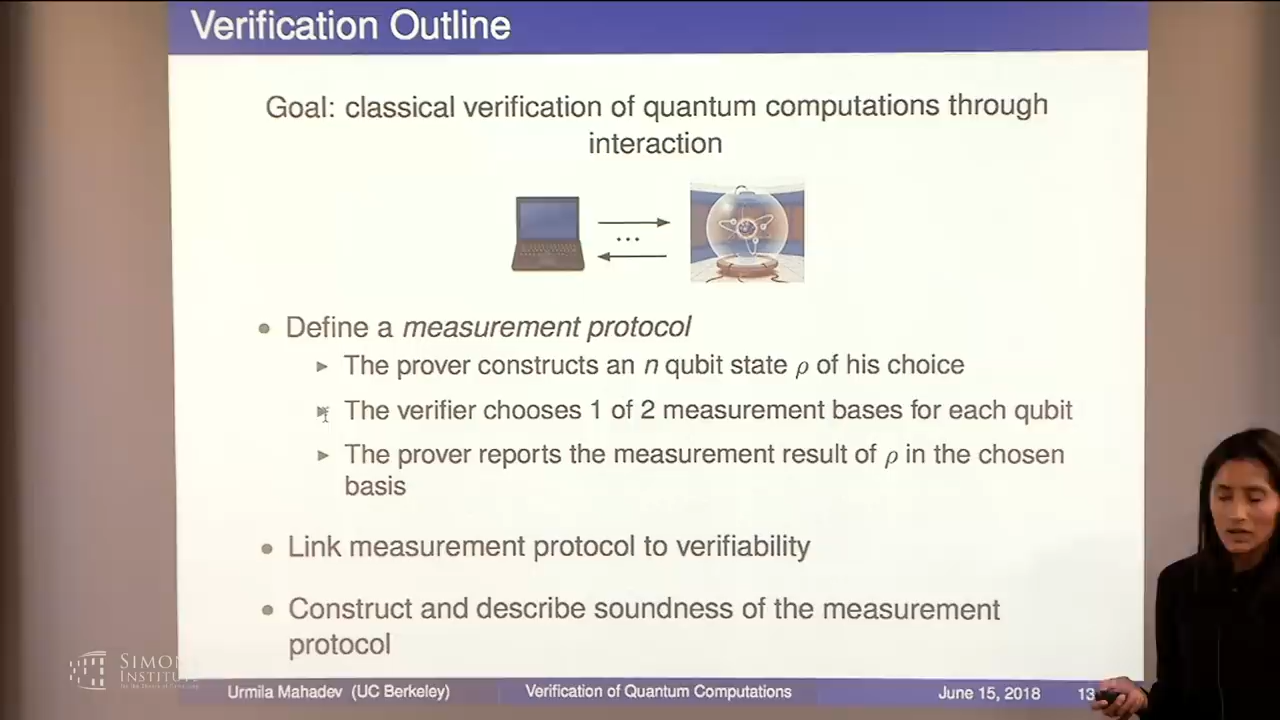 Verification Outline
Goal: classical verification of quantum computations through
interaction
...
• Define a measurement protocol
▶ The prover constructs an n qubit state ρ of his choice
▶ The verifier chooses 1 of 2 measurement bases for each qubit
▶ The prover reports the measurement result of ρ in the chosen
basis
• Link measurement protocol to verifiability
• Construct and describe soundness of the measurement
protocol
Urmila Mahadev (UC Berkeley) Verification of Quantum Computations June 15, 2018 13